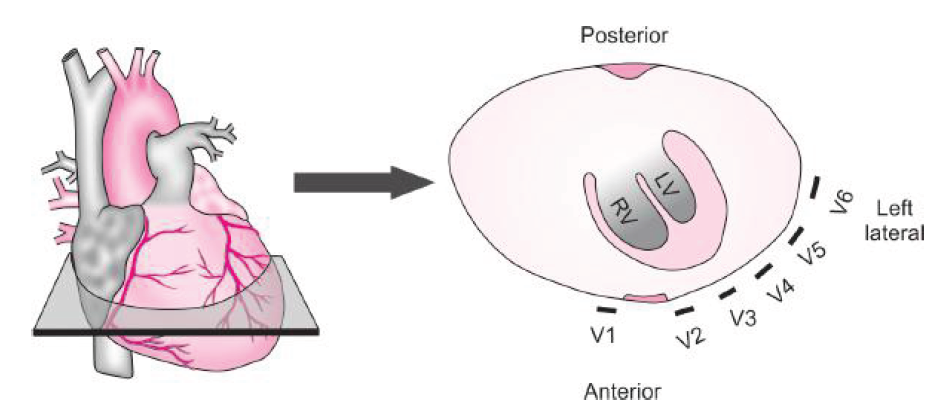 Posterior
LV
RV
V6
Left
lateral
V5
V4
V3
V2
V1
Anterior